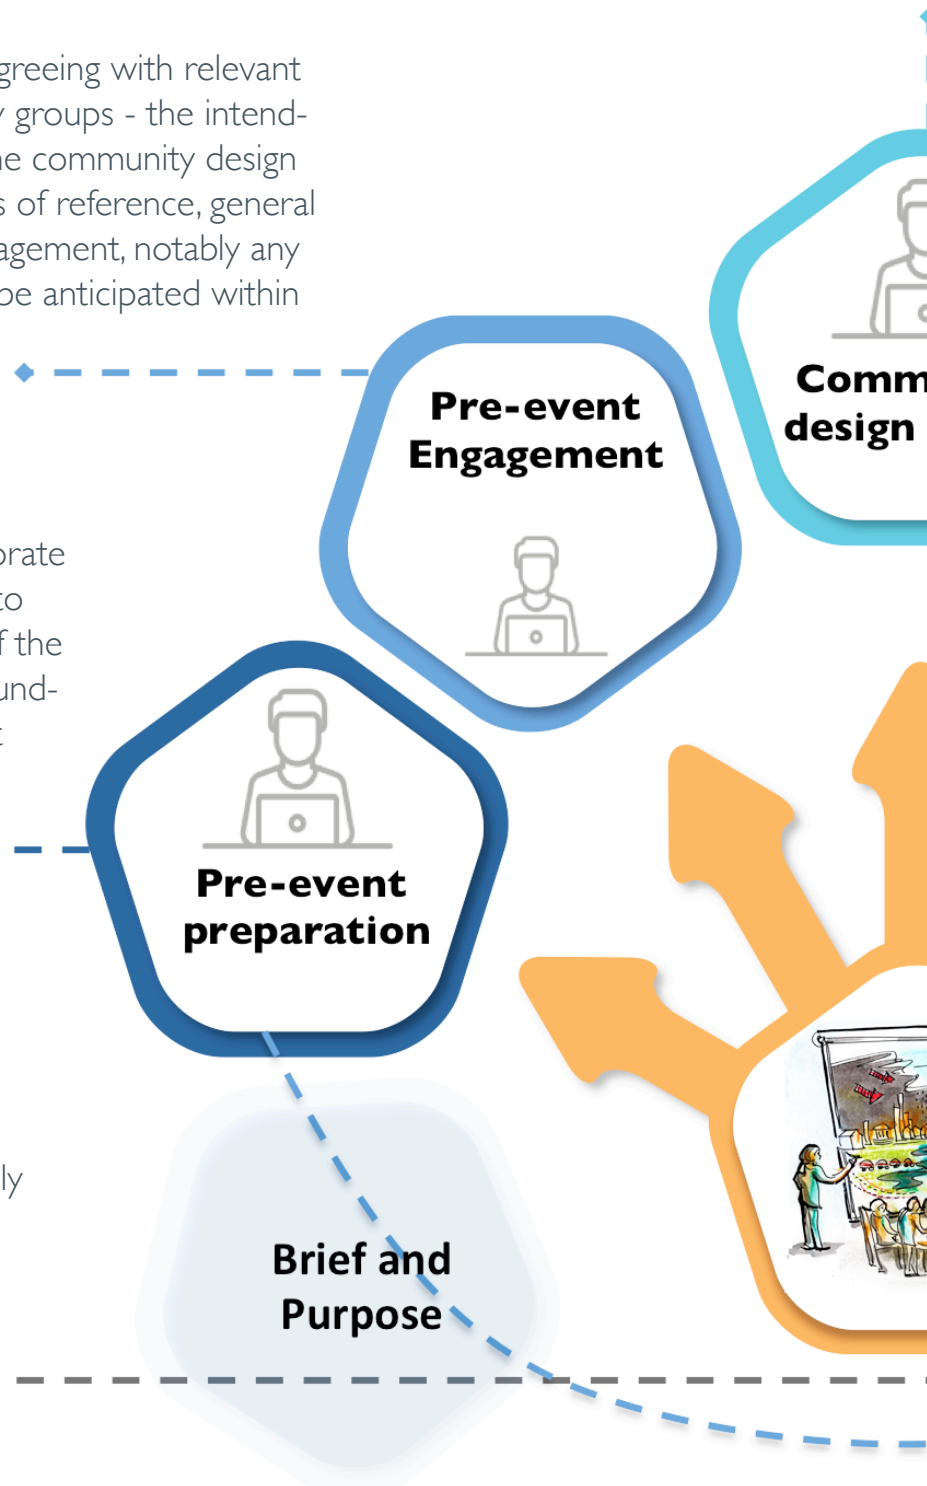 greeing with relevant
groups - the intend-
community design
of reference, general
agement, notably any
be anticipated within
Pre-event
Engagement
Comm
design
orate
to
the
und-
Pre-event
preparation
ly
Brief and
Purpose